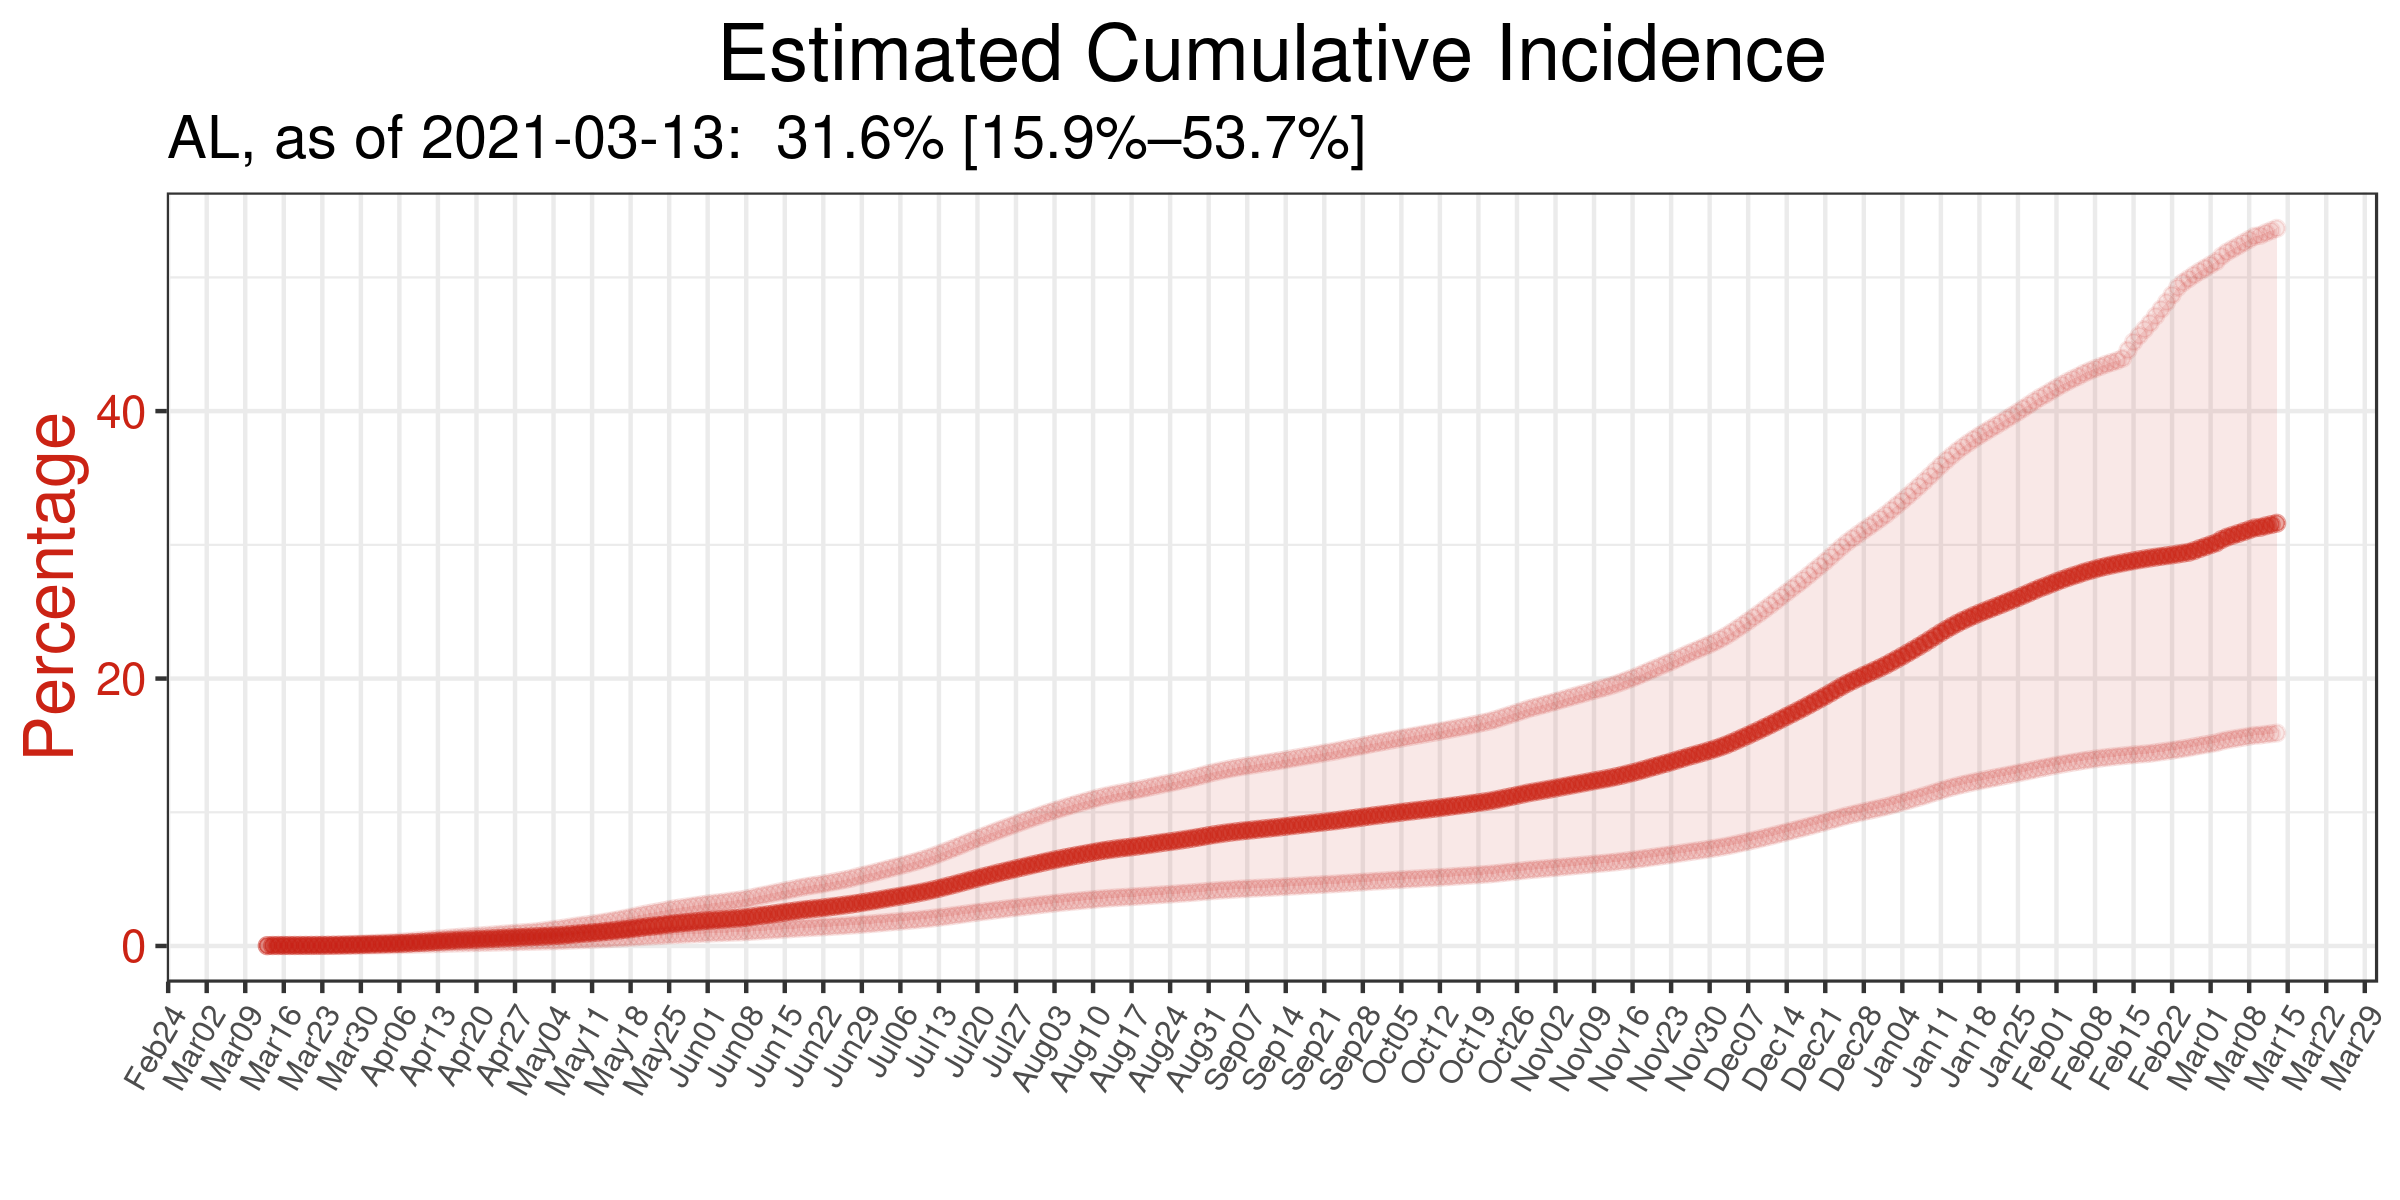 Estimated Cumulative Incidence
AL, as of 2021-03-13:  31.6% [15.9%–53.7%]
Percentage
40
20
0
Feb24
Mar02
Mar09
Mar16
Mar23
Mar30
Apr06
Apr13
Apr20
Apr27
May04
May11
May18
May25
Jun01
Jun08
Jun15
Jun22
Jun29
Jul06
Jul13
Jul20
Jul27
Aug03
Aug10
Aug17
Aug24
Aug31
Sep07
Sep14
Sep21
Sep28
Oct05
Oct12
Oct19
Oct26
Nov02
Nov09
Nov16
Nov23
Nov30
Dec07
Dec14
Dec21
Dec28
Jan04
Jan11
Jan18
Jan25
Feb01
Feb08
Feb15
Feb22
Mar01
Mar08
Mar15
Mar22
Mar29